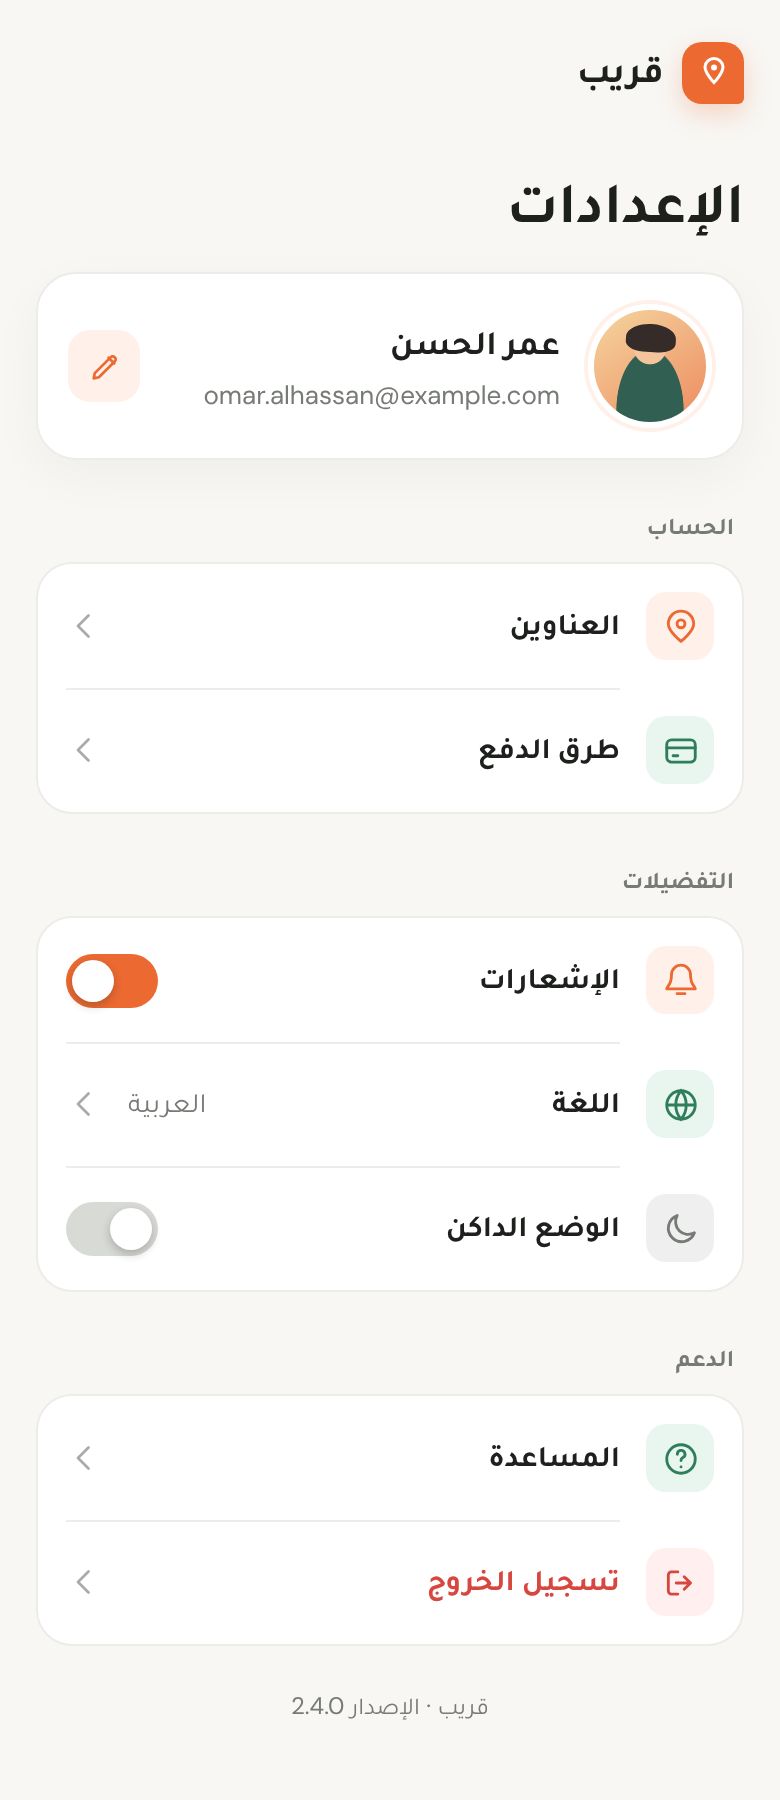 قريب
الإعدادات
عمر الحسن
omar.alhassan@example.com
الحساب
العناوين
طرق الدفع
التفضيلات
الإشعارات
اللغة
العربية
الوضع الداكن
الدعم
المساعدة
تسجيل الخروج
قريب · الإصدار 2.4.0